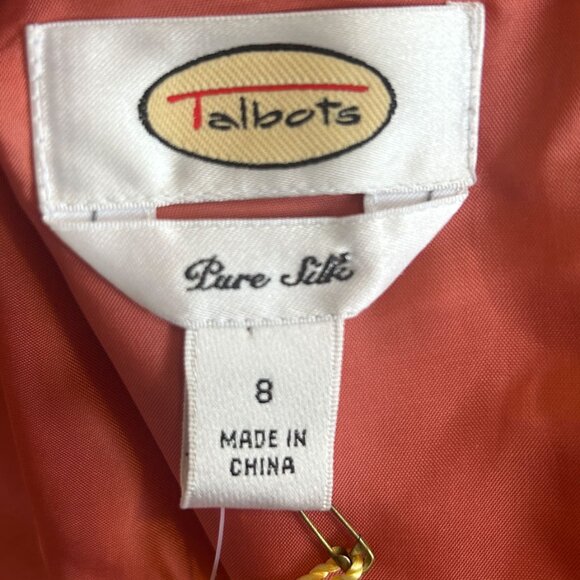 Talbots
Pure Silk
8
MADE IN
CHINA